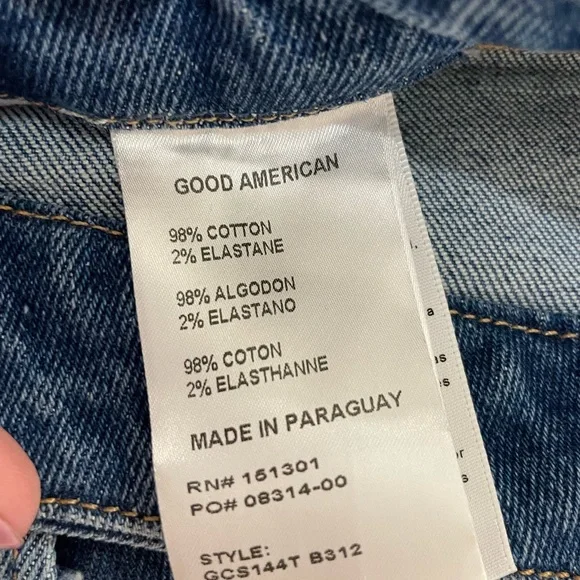 GOOD AMERICAN
98% COTTON
2% ELASTANE
98% ALGODON
2% ELASTANO
98% COTON
2% ELASTHANNE
MADE IN PARAGUAY
RN# 151301
PO# 08314-00
STYLE:
GCS144T B312